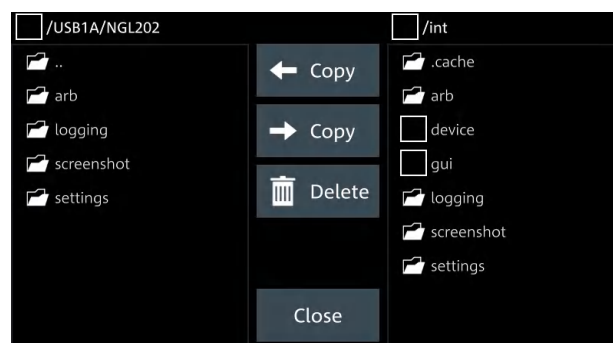 /USB1A/NGL202
..
arb
logging
screenshot
settings
Copy
Copy
Delete
Close
/int
.cache
arb
device
gui
logging
screenshot
settings